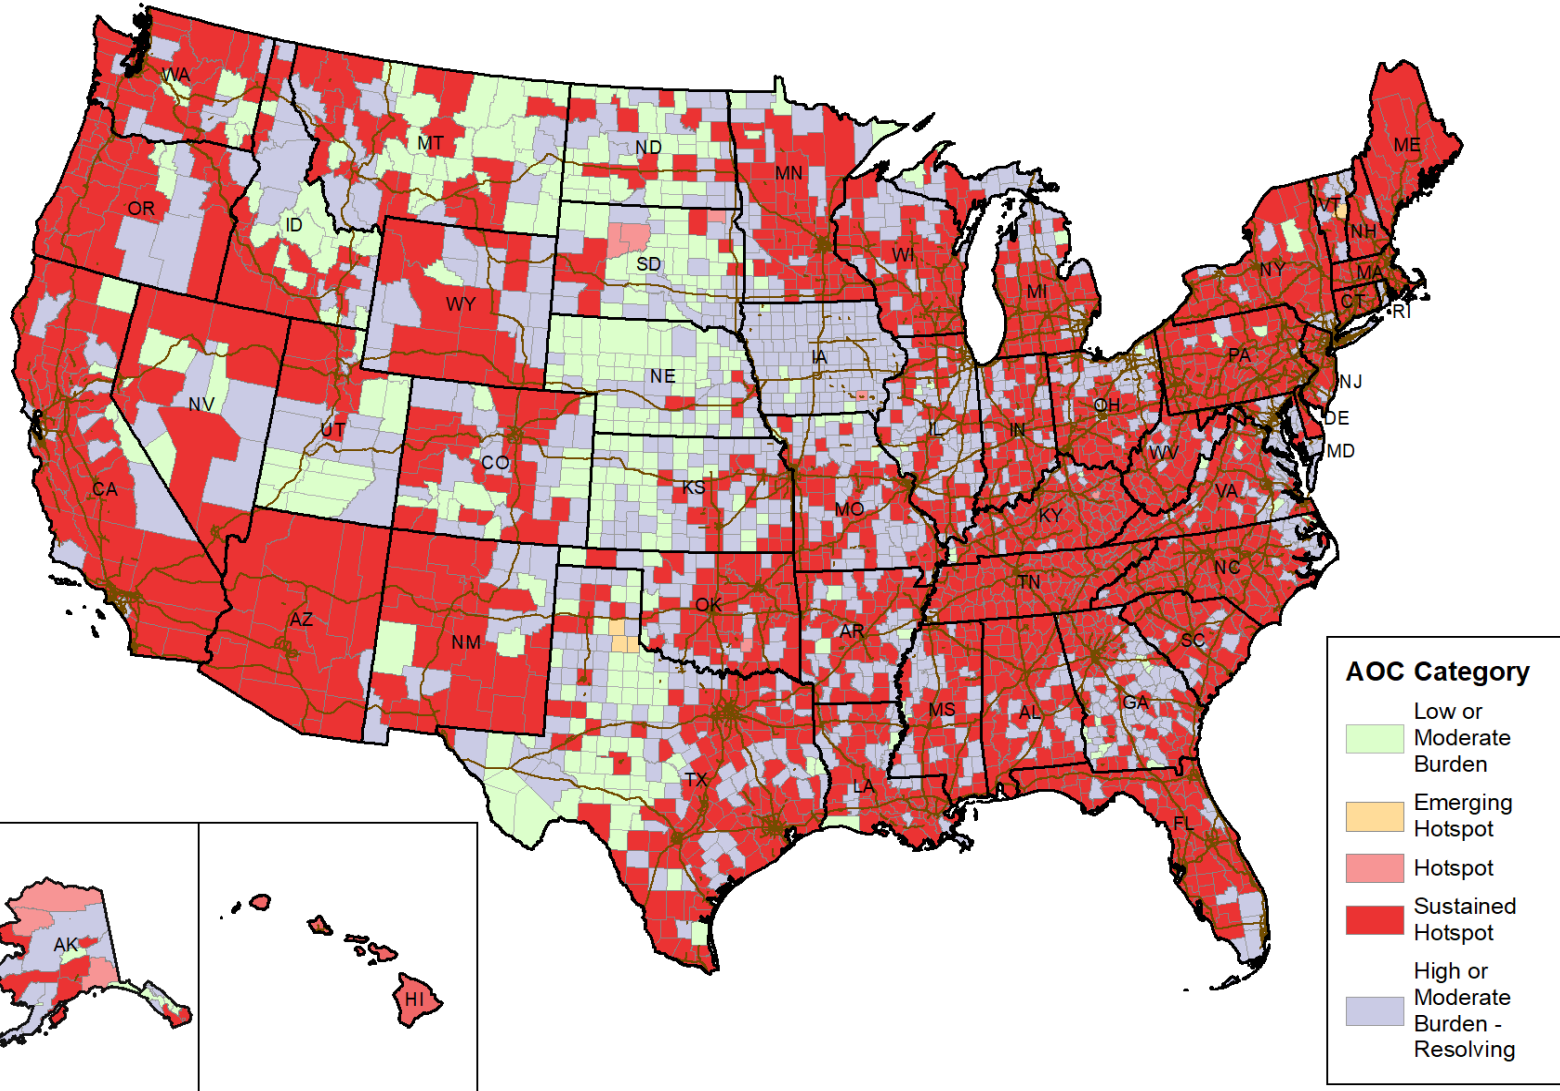 WA
MT
ND
MN
ME
OR
ID
SD
WI
MI
VT
NH
NY
MA
CT
RI
WY
IA
NE
PA
NJ
NV
UT
CO
IL
IN
OH
DE
MD
WV
CA
KS
MO
KY
VA
AZ
NM
OK
AR
TN
NC
SC
MS
AL
GA
TX
LA
FL
AK
HI
AOC Category
Low or
Moderate
Burden
Emerging
Hotspot
Hotspot
Sustained
Hotspot
High or
Moderate
Burden -
Resolving